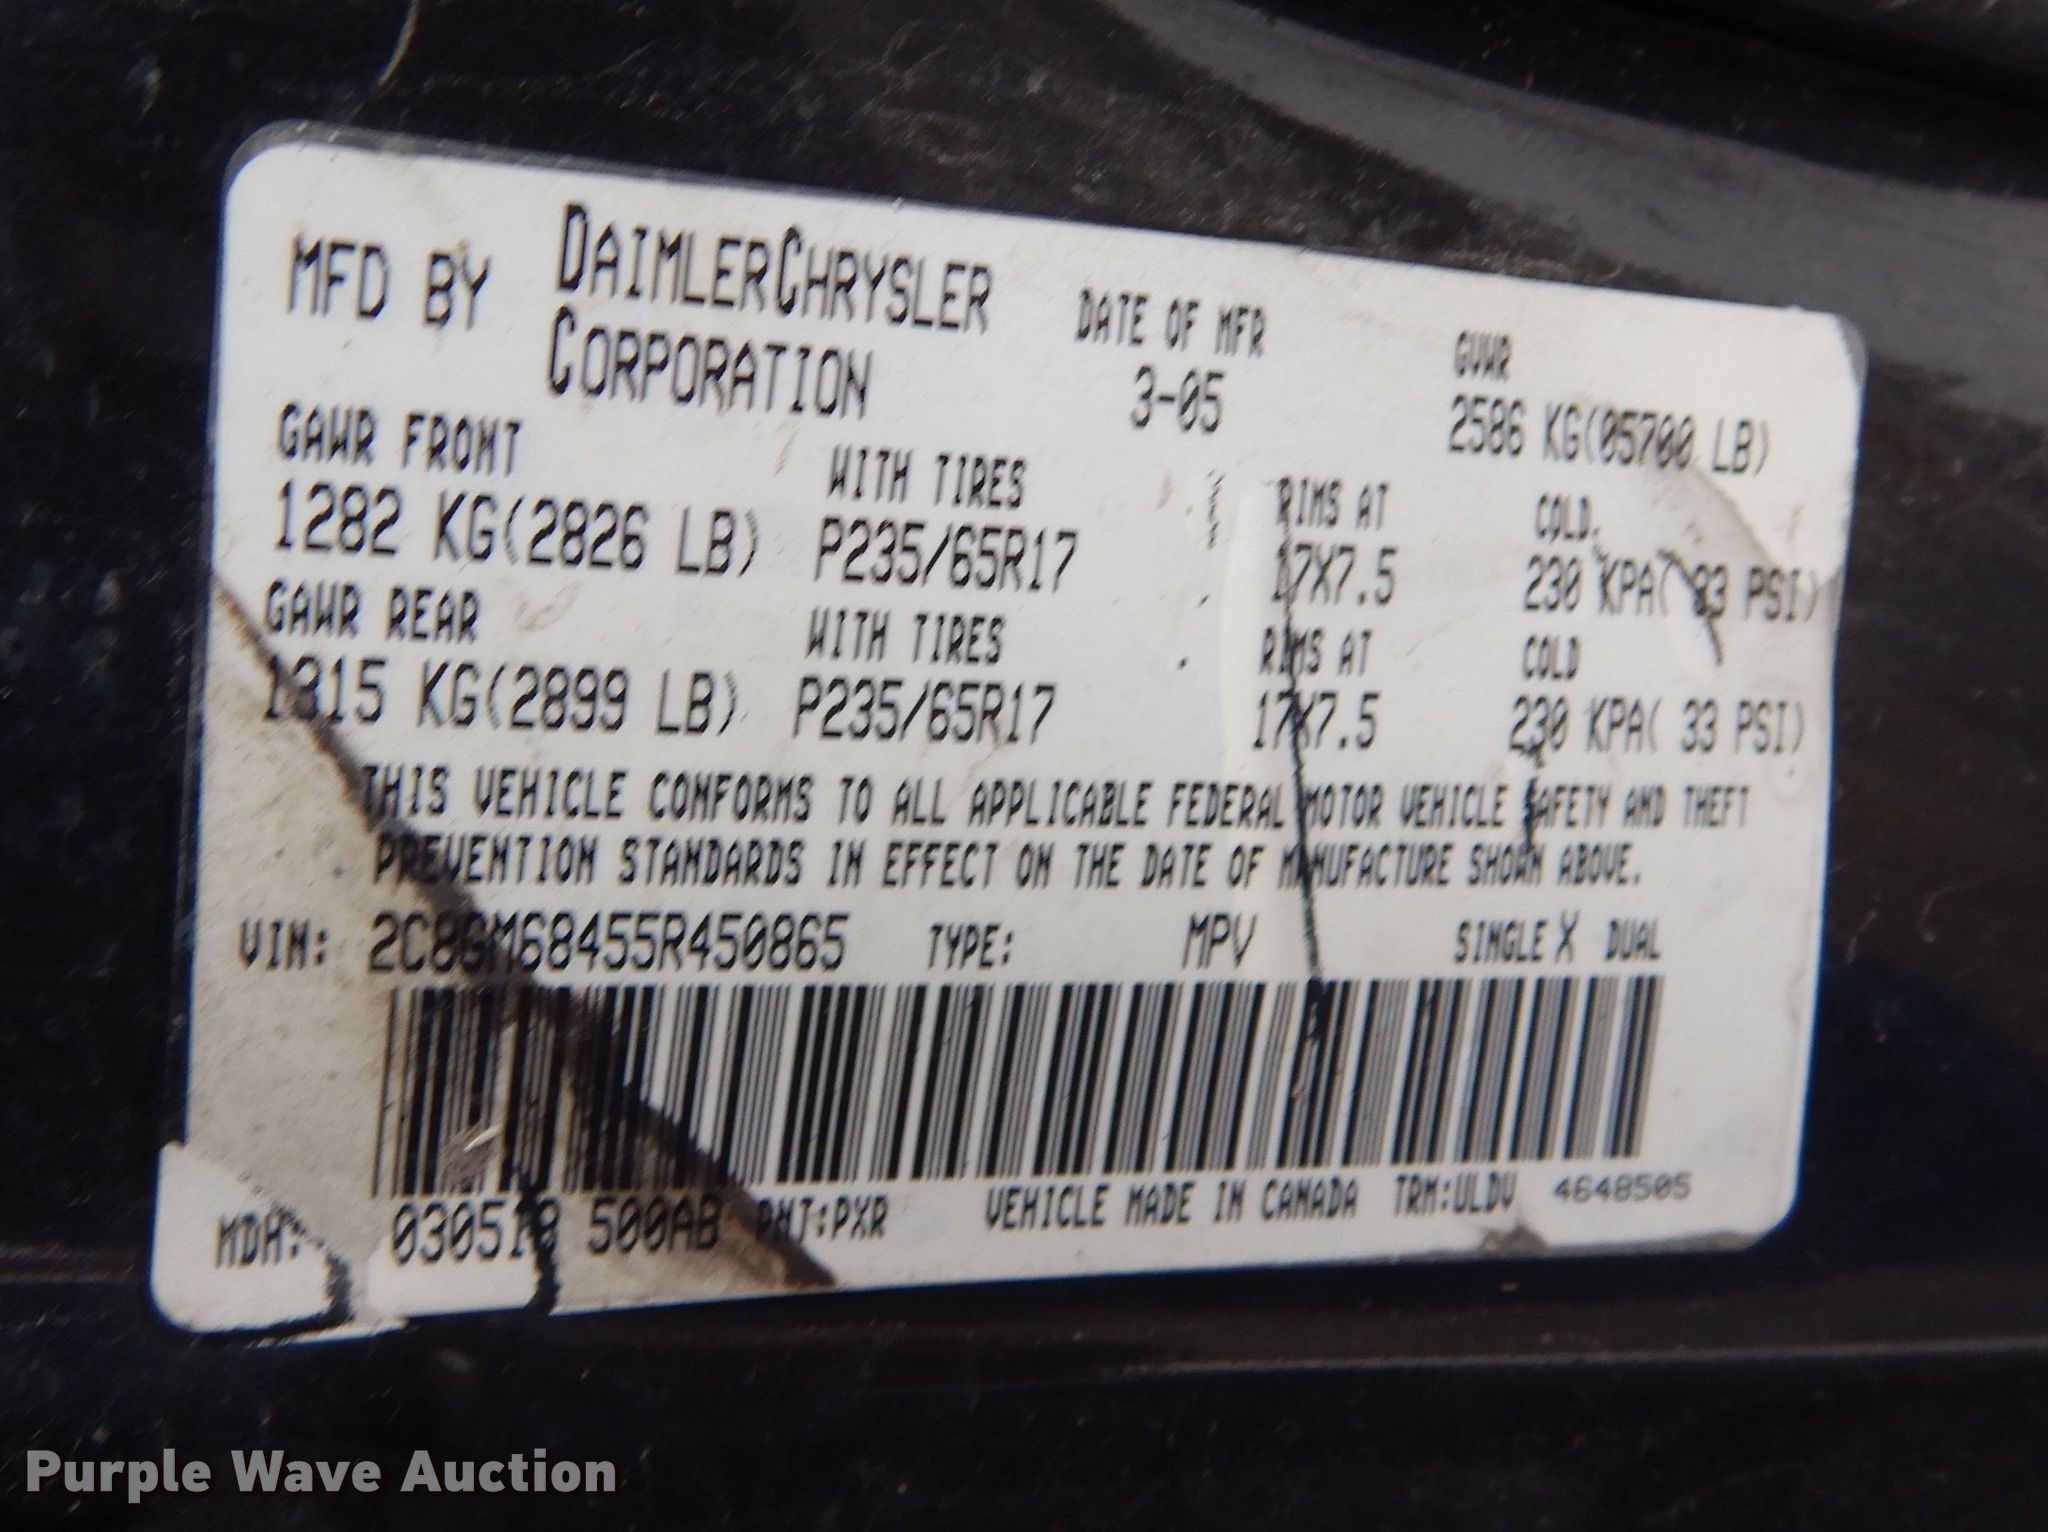 MFD BY DAIMLERCHRYSLER CORPORATION
DATE OF MFR GVWR
3-05 2586 KG(05700 LB)
GAWR FRONT WITH TIRES RIMS AT COLD
1282 KG(2826 LB) P235/65R17 17X7.5 230 KPA( 33 PSI)
GAWR REAR WITH TIRES RIMS AT COLD
1315 KG(2899 LB) P235/65R17 17X7.5 230 KPA( 33 PSI)
THIS VEHICLE CONFORMS TO ALL APPLICABLE FEDERAL MOTOR VEHICLE SAFETY AND THEFT
PREVENTION STANDARDS IN EFFECT ON THE DATE OF MANUFACTURE SHOWN ABOVE.
VIN: 2C8GM68455R450865 TYPE: MPV SINGLE X DUAL
MDH: 500AB PNT:PXR VEHICLE MADE IN CANADA TRM:ULDV 4648505
Purple Wave Auction